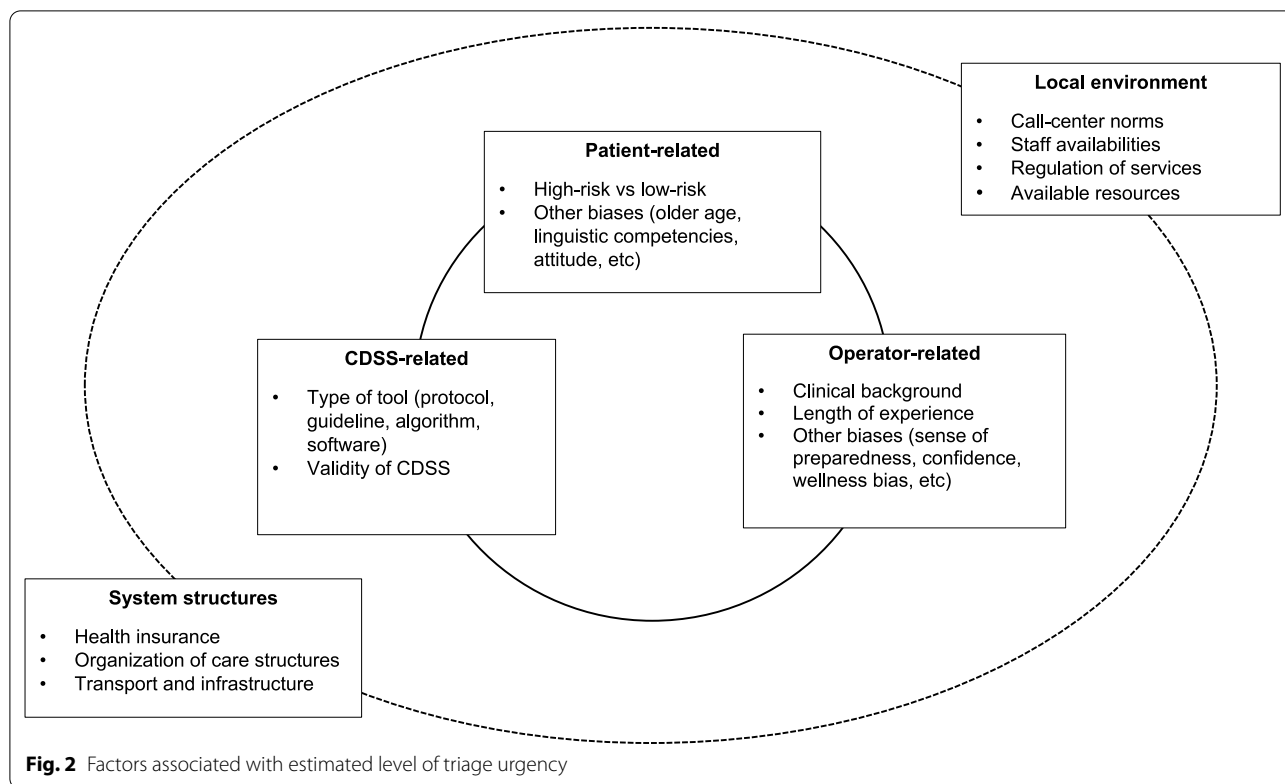 Local environment
• Call-center norms
• Staff availabilities
• Regulation of services
• Available resources
Patient-related
• High-risk vs low-risk
• Other biases (older age,
linguistic competencies,
attitude, etc)
CDSS-related
• Type of tool (protocol,
guideline, algorithm,
software)
• Validity of CDSS
Operator-related
• Clinical background
• Length of experience
• Other biases (sense of
preparedness, confidence,
wellness bias, etc)
System structures
• Health insurance
• Organization of care structures
• Transport and infrastructure
Fig. 2 Factors associated with estimated level of triage urgency